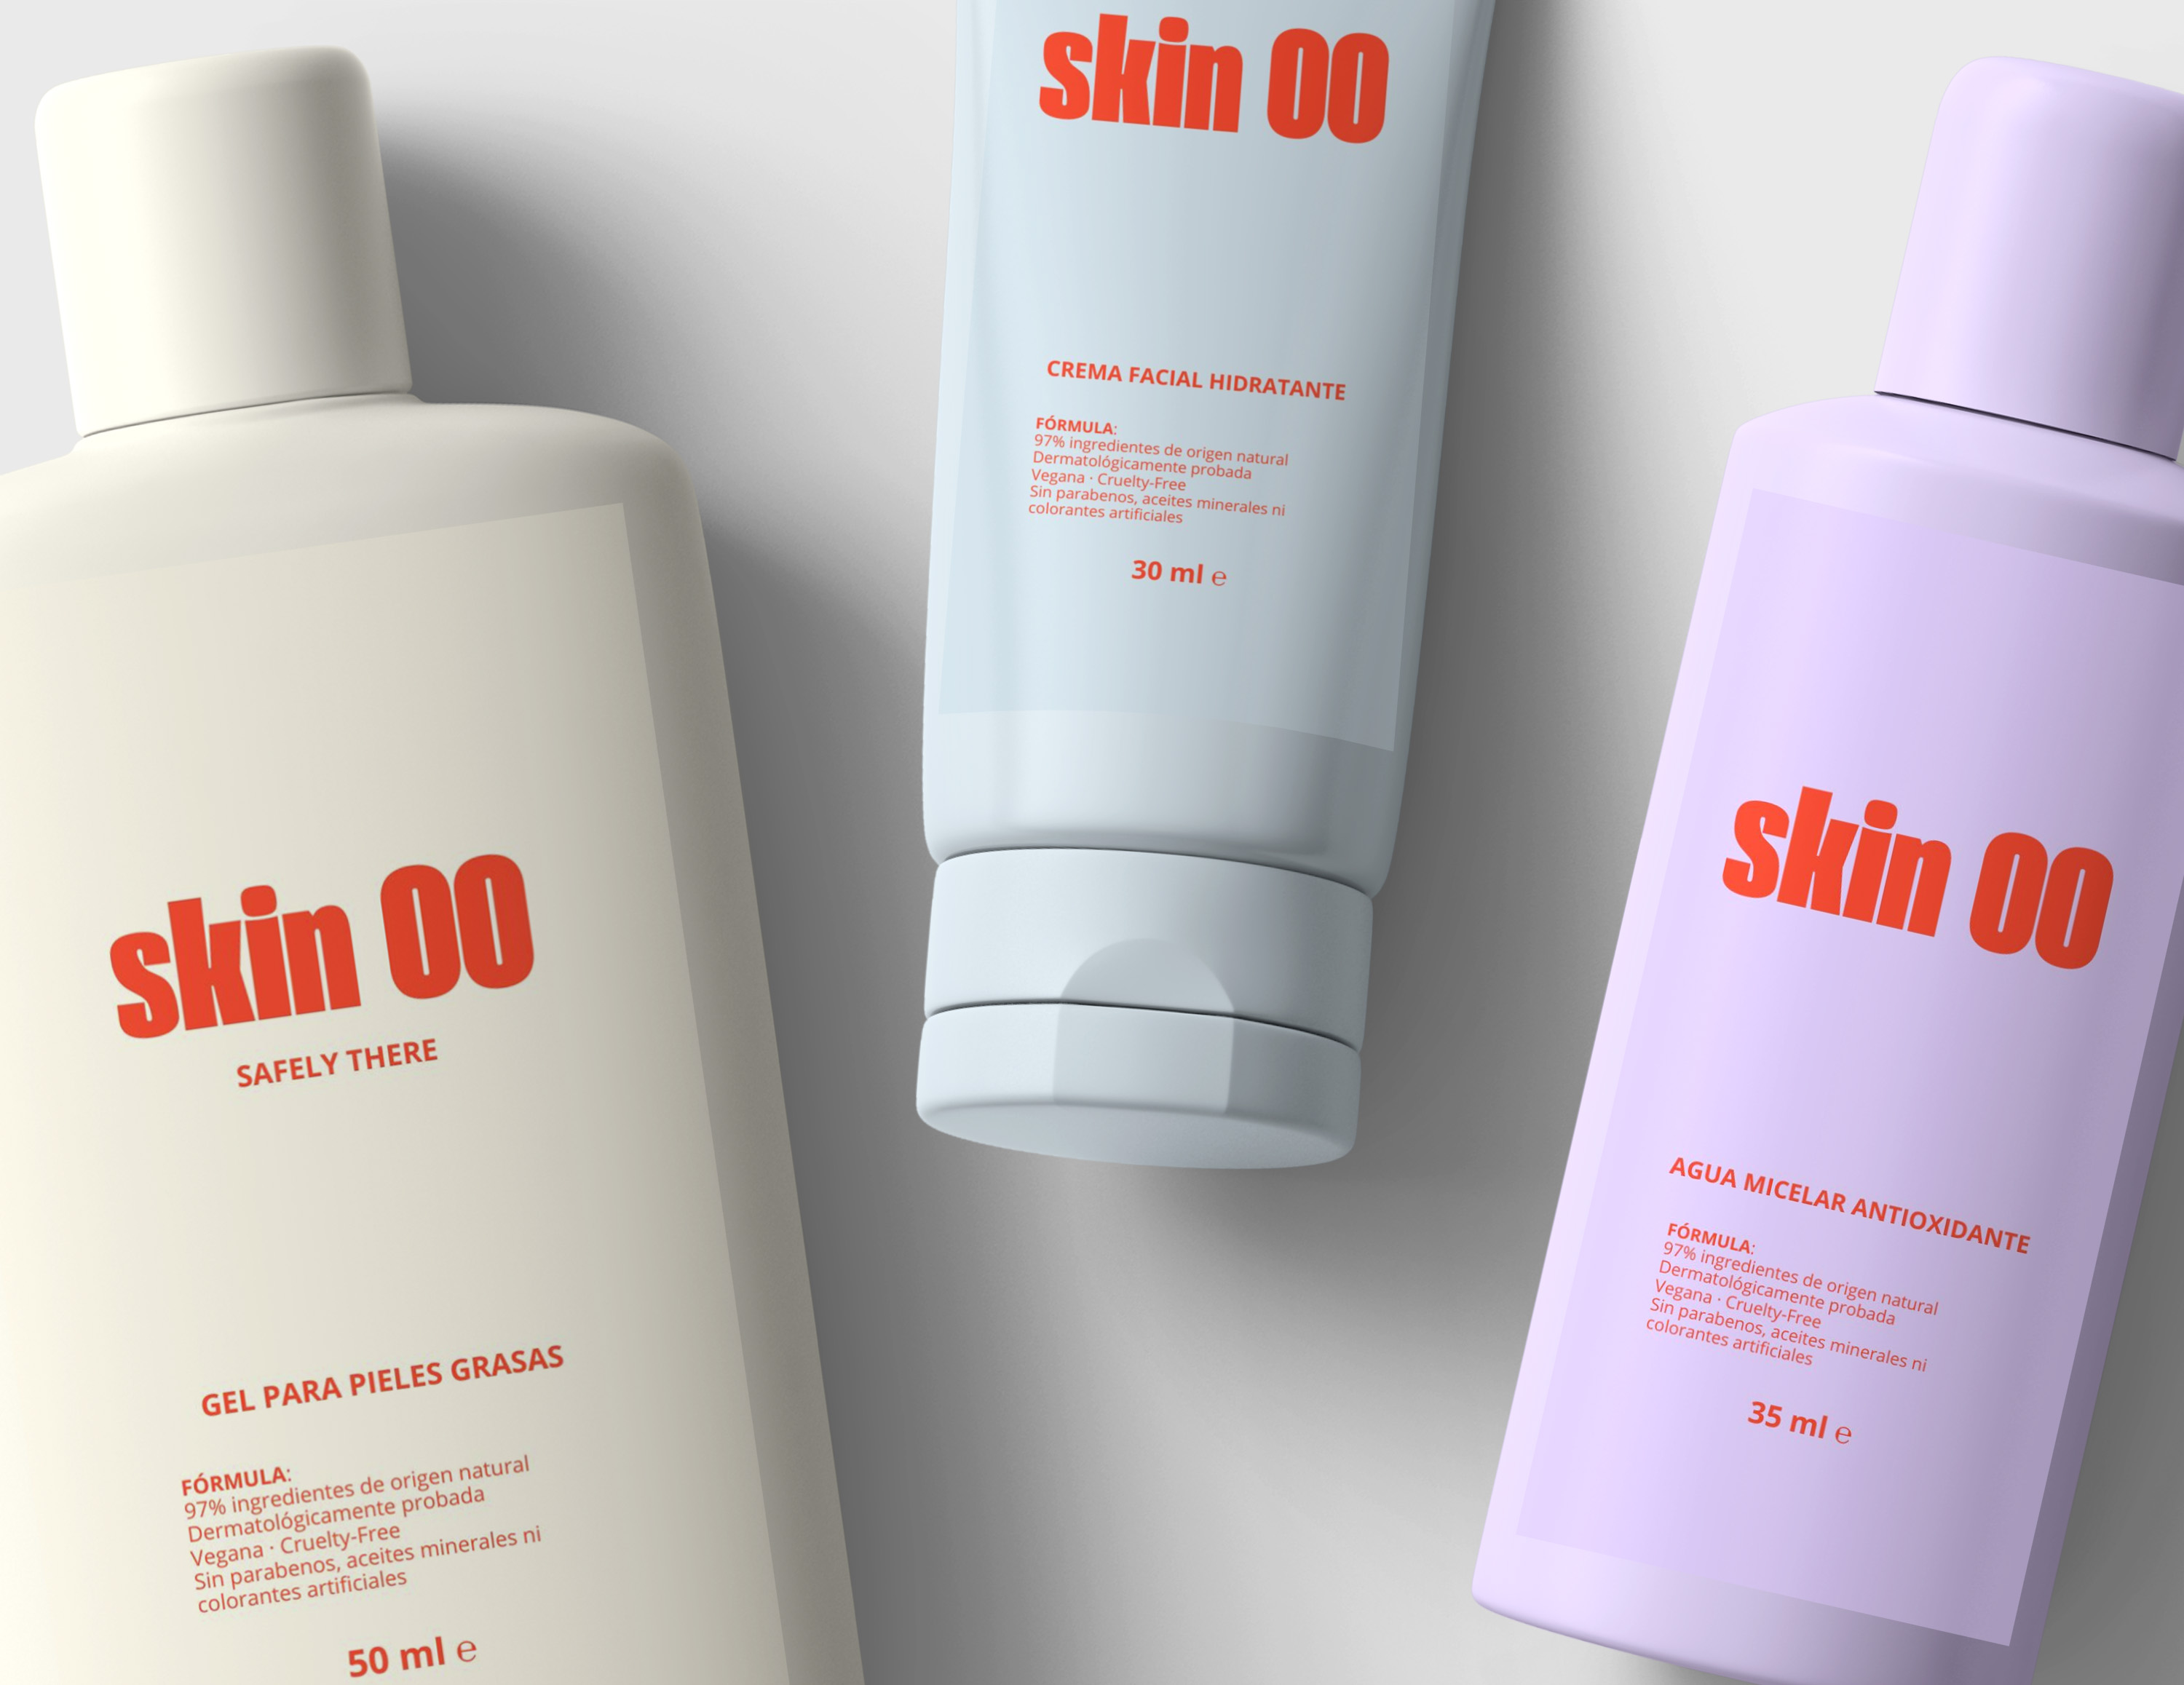 skin 00
SAFELY THERE
GEL PARA PIELES GRASAS
FÓRMULA:
97% ingredientes de origen natural
Dermatológicamente probada
Vegana · Cruelty-Free
Sin parabenos, aceites minerales ni
colorantes artificiales
50 ml ℮
skin 00
CREMA FACIAL HIDRATANTE
FÓRMULA:
97% ingredientes de origen natural
Dermatológicamente probada
Vegana · Cruelty-Free
Sin parabenos, aceites minerales ni
colorantes artificiales
30 ml ℮
skin 00
AGUA MICELAR ANTIOXIDANTE
FÓRMULA:
97% ingredientes de origen natural
Dermatológicamente probada
Vegana · Cruelty-Free
Sin parabenos, aceites minerales ni
colorantes artificiales
35 ml ℮